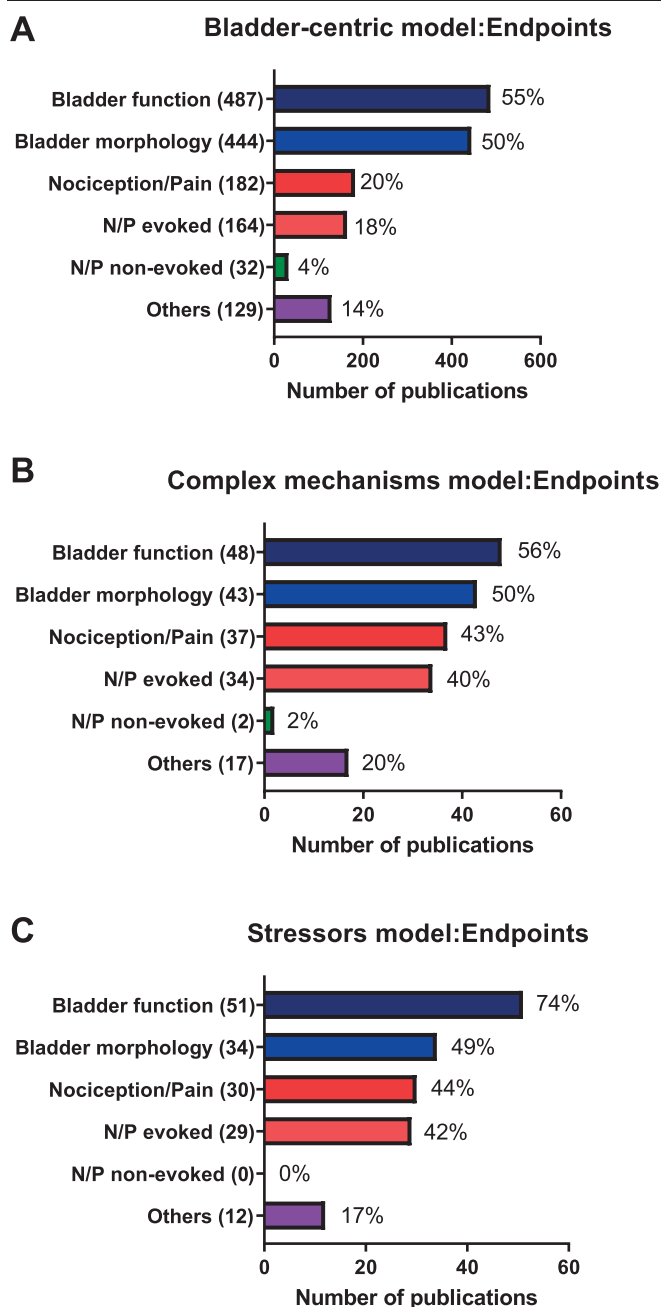 A
Bladder-centric model:Endpoints
Bladder function (487) 55%
Bladder morphology (444) 50%
Nociception/Pain (182) 20%
N/P evoked (164) 18%
N/P non-evoked (32) 4%
Others (129) 14%
0 200 400 600
Number of publications
B
Complex mechanisms model:Endpoints
Bladder function (48) 56%
Bladder morphology (43) 50%
Nociception/Pain (37) 43%
N/P evoked (34) 40%
N/P non-evoked (2) 2%
Others (17) 20%
0 20 40 60
Number of publications
C
Stressors model:Endpoints
Bladder function (51) 74%
Bladder morphology (34) 49%
Nociception/Pain (30) 44%
N/P evoked (29) 42%
N/P non-evoked (0) 0%
Others (12) 17%
0 20 40 60
Number of publications